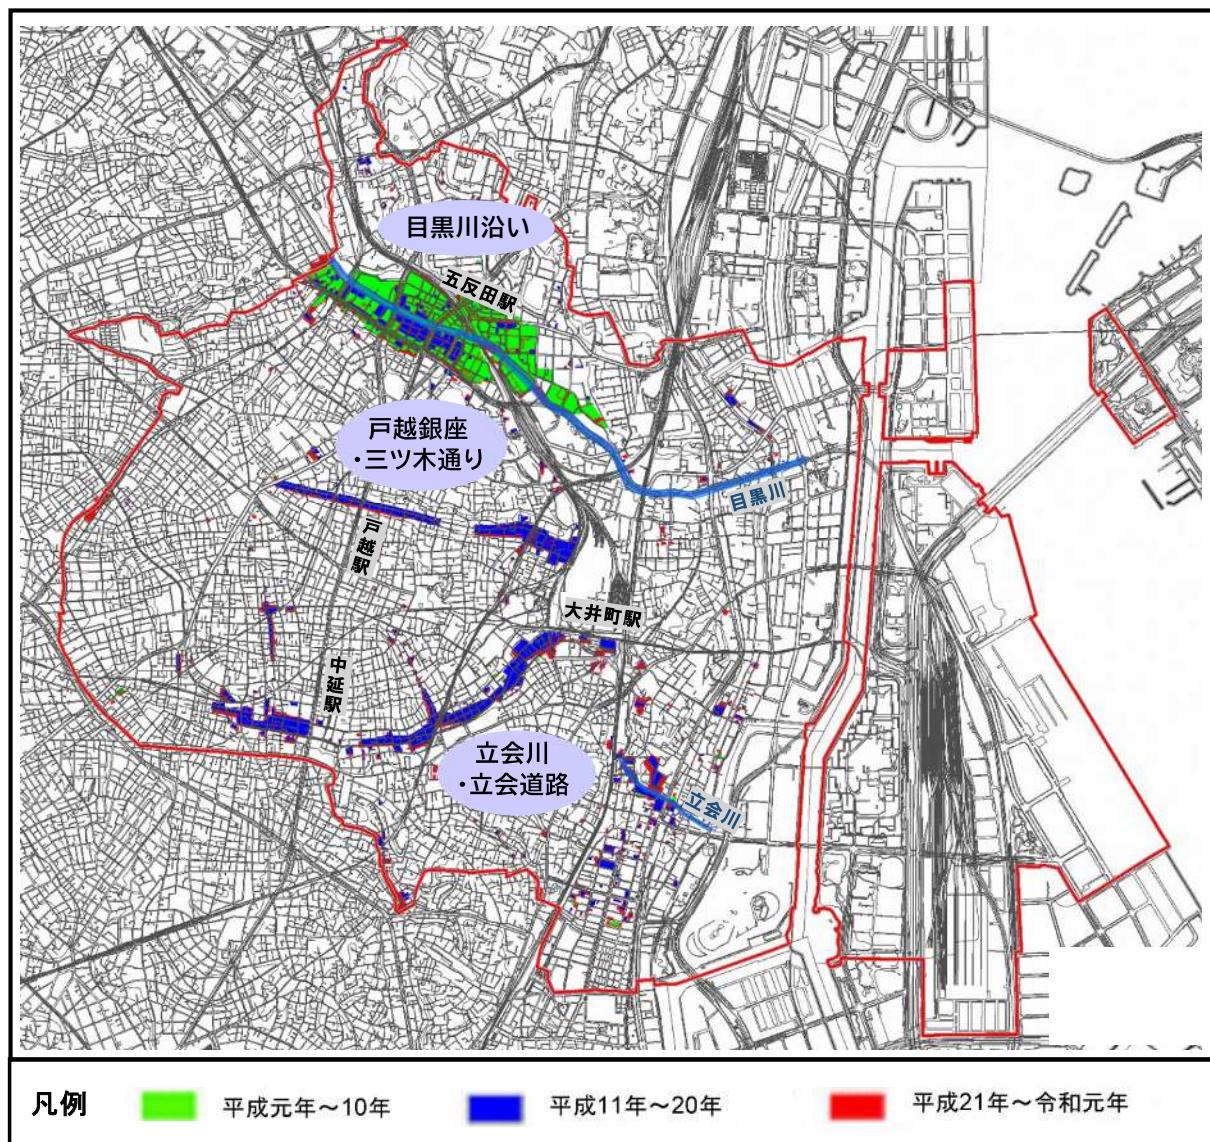 目黒川沿い
五反田駅
戸越銀座
・三ツ木通り
目黒川
戸越駅
大井町駅
中延駅
立会川
・立会道路
立会川
凡例
平成元年～10年
平成11年～20年
平成21年～令和元年